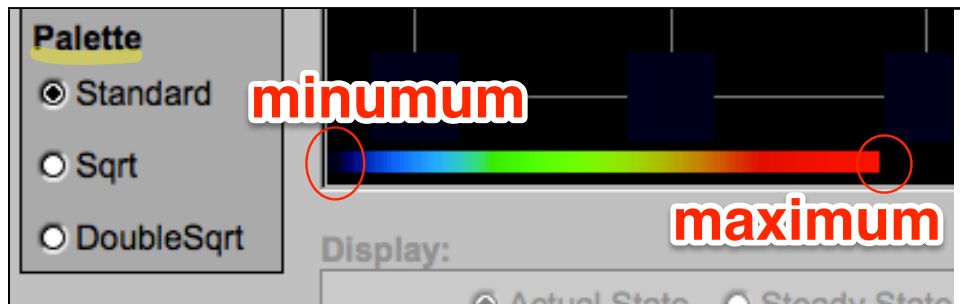 Palette
Standard
minumum
Sqrt
maximum
DoubleSqrt
Display:
Actual State
Steady State